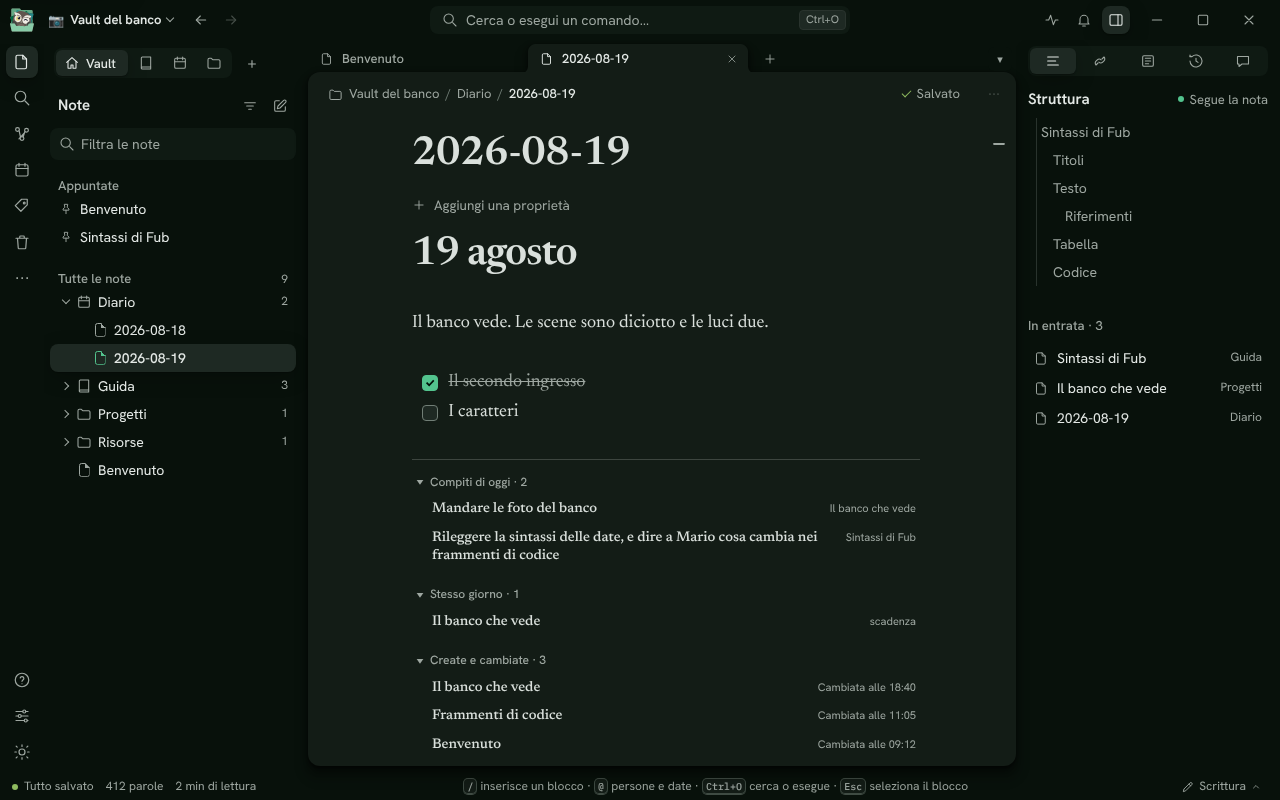 Vault del banco
Cerca o esegui un comando…
Ctrl+O
Vault
Note
Filtra le note
Appuntate
Benvenuto
Sintassi di Fub
Tutte le note 9
Diario 2
2026-08-18
2026-08-19
Guida 3
Progetti 1
Risorse 1
Benvenuto
Benvenuto
2026-08-19
Vault del banco / Diario / 2026-08-19
Salvato
2026-08-19
Aggiungi una proprietà
19 agosto
Il banco vede. Le scene sono diciotto e le luci due.
Il secondo ingresso
I caratteri
Compiti di oggi · 2
Mandare le foto del banco Il banco che vede
Rileggere la sintassi delle date, e dire a Mario cosa cambia nei Sintassi di Fub
frammenti di codice
Stesso giorno · 1
Il banco che vede scadenza
Create e cambiate · 3
Il banco che vede Cambiata alle 18:40
Frammenti di codice Cambiata alle 11:05
Benvenuto Cambiata alle 09:12
Struttura
Segue la nota
Sintassi di Fub
Titoli
Testo
Riferimenti
Tabella
Codice
In entrata · 3
Sintassi di Fub Guida
Il banco che vede Progetti
2026-08-19 Diario
Tutto salvato 412 parole 2 min di lettura
/ inserisce un blocco · @ persone e date · Ctrl+O cerca o esegue · Esc seleziona il blocco
Scrittura